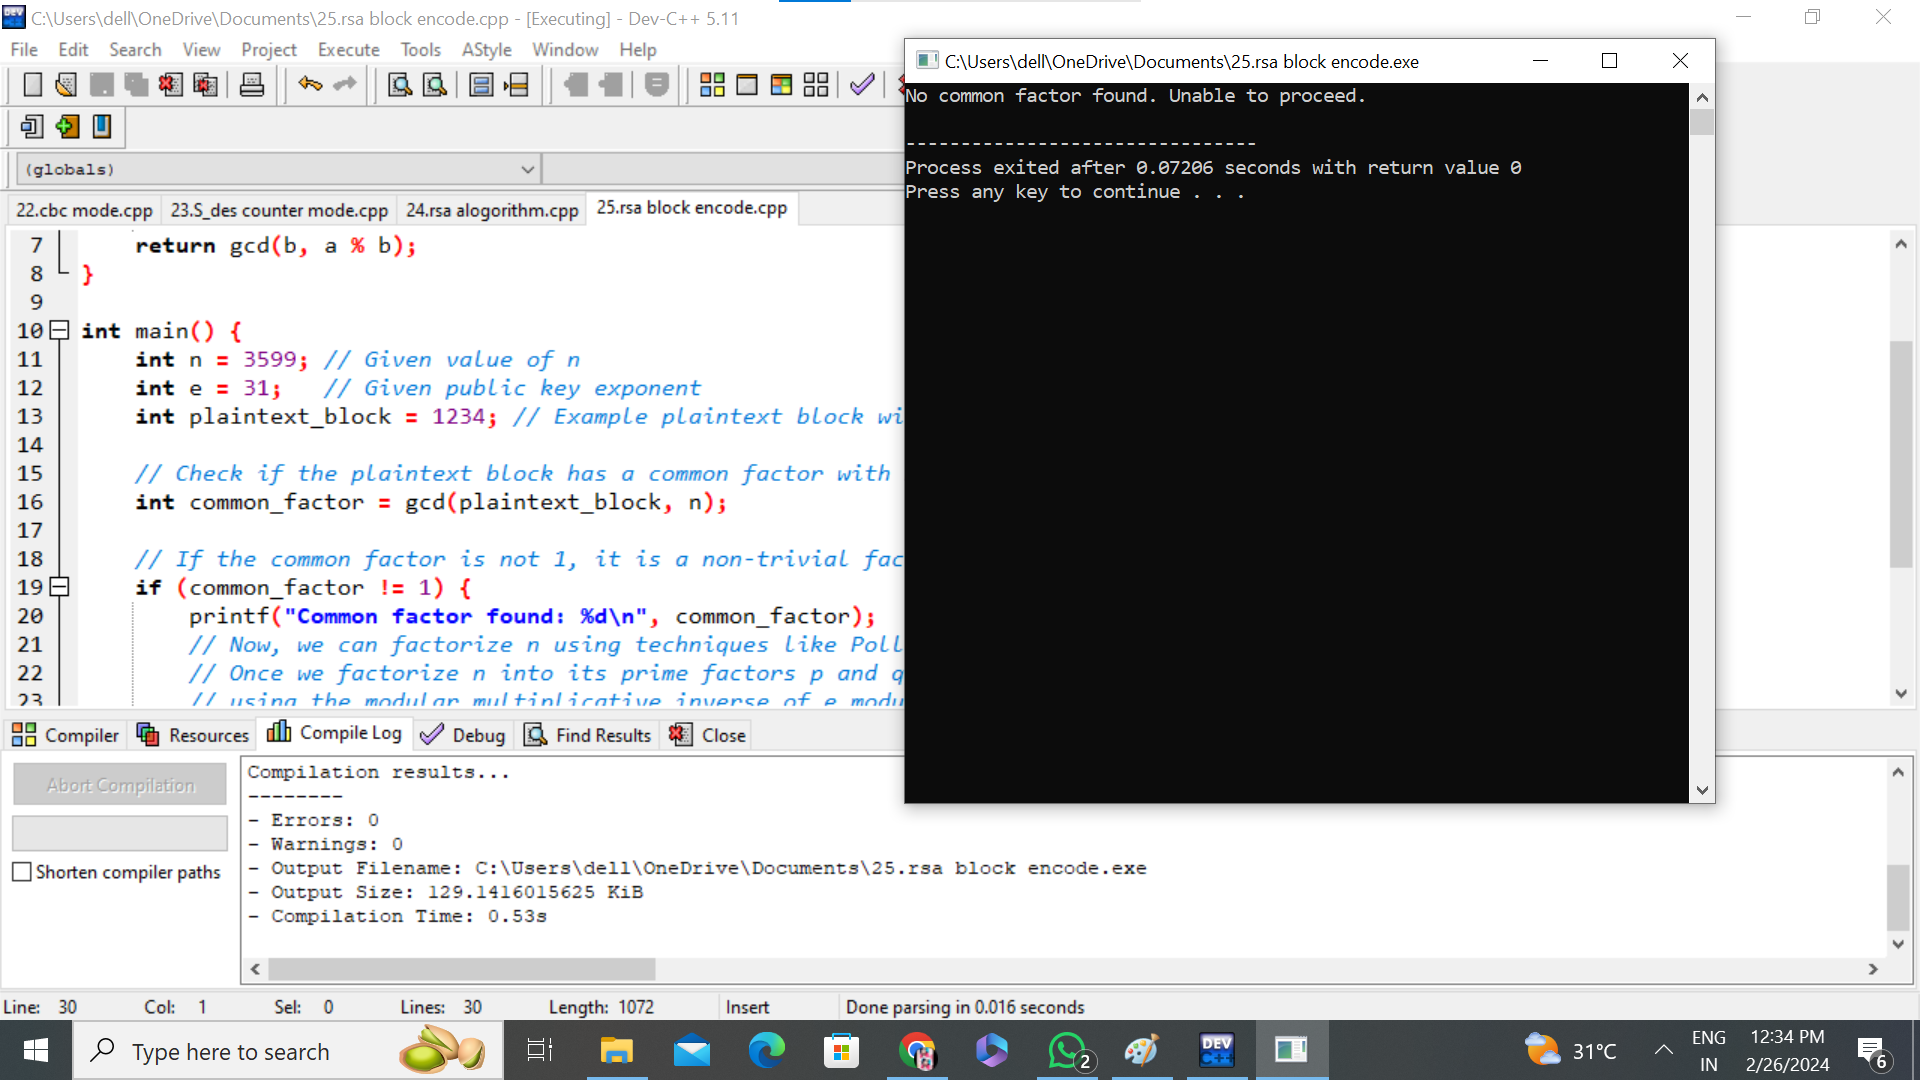 C:\Users\dell\OneDrive\Documents\25.rsa block encode.cpp - [Executing] - Dev-C++ 5.11
File Edit Search View Project Execute Tools AStyle Window Help
(globals)
22.cbc mode.cpp 23.S_des counter mode.cpp 24.rsa alogorithm.cpp 25.rsa block encode.cpp
7 return gcd(b, a % b);
8 }
9
10 int main() {
11 int n = 3599; // Given value of n
12 int e = 31; // Given public key exponent
13 int plaintext_block = 1234; // Example plaintext block wi
14
15 // Check if the plaintext block has a common factor with
16 int common_factor = gcd(plaintext_block, n);
17
18 // If the common factor is not 1, it is a non-trivial fac
19 if (common_factor != 1) {
20 printf("Common factor found: %d\n", common_factor);
21 // Now, we can factorize n using techniques like Poll
22 // Once we factorize n into its prime factors p and q
23 // using the modular multiplicative inverse of e modu
C:\Users\dell\OneDrive\Documents\25.rsa block encode.exe
No common factor found. Unable to proceed.
--------------------------------
Process exited after 0.07206 seconds with return value 0
Press any key to continue . . .
Compiler Resources Compile Log Debug Find Results Close
Abort Compilation
Shorten compiler paths
Compilation results...
--------
- Errors: 0
- Warnings: 0
- Output Filename: C:\Users\dell\OneDrive\Documents\25.rsa block encode.exe
- Output Size: 129.1416015625 KiB
- Compilation Time: 0.53s
Line: 30 Col: 1 Sel: 0 Lines: 30 Length: 1072 Insert Done parsing in 0.016 seconds
Type here to search
2
DEV C++
31°C
ENG
IN
12:34 PM
2/26/2024
6